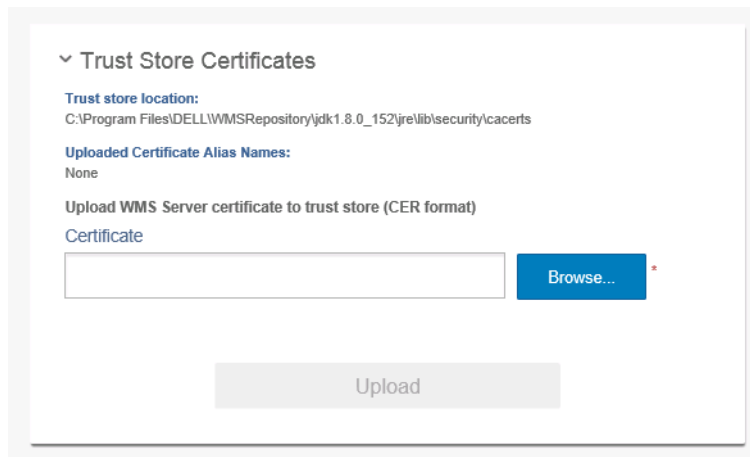 Trust Store Certificates
Trust store location:
C:\Program Files\DELL\WMSRepository\jdk1.8.0_152\jre\lib\security\cacerts
Uploaded Certificate Alias Names:
None
Upload WMS Server certificate to trust store (CER format)
Certificate
Browse... *
Upload